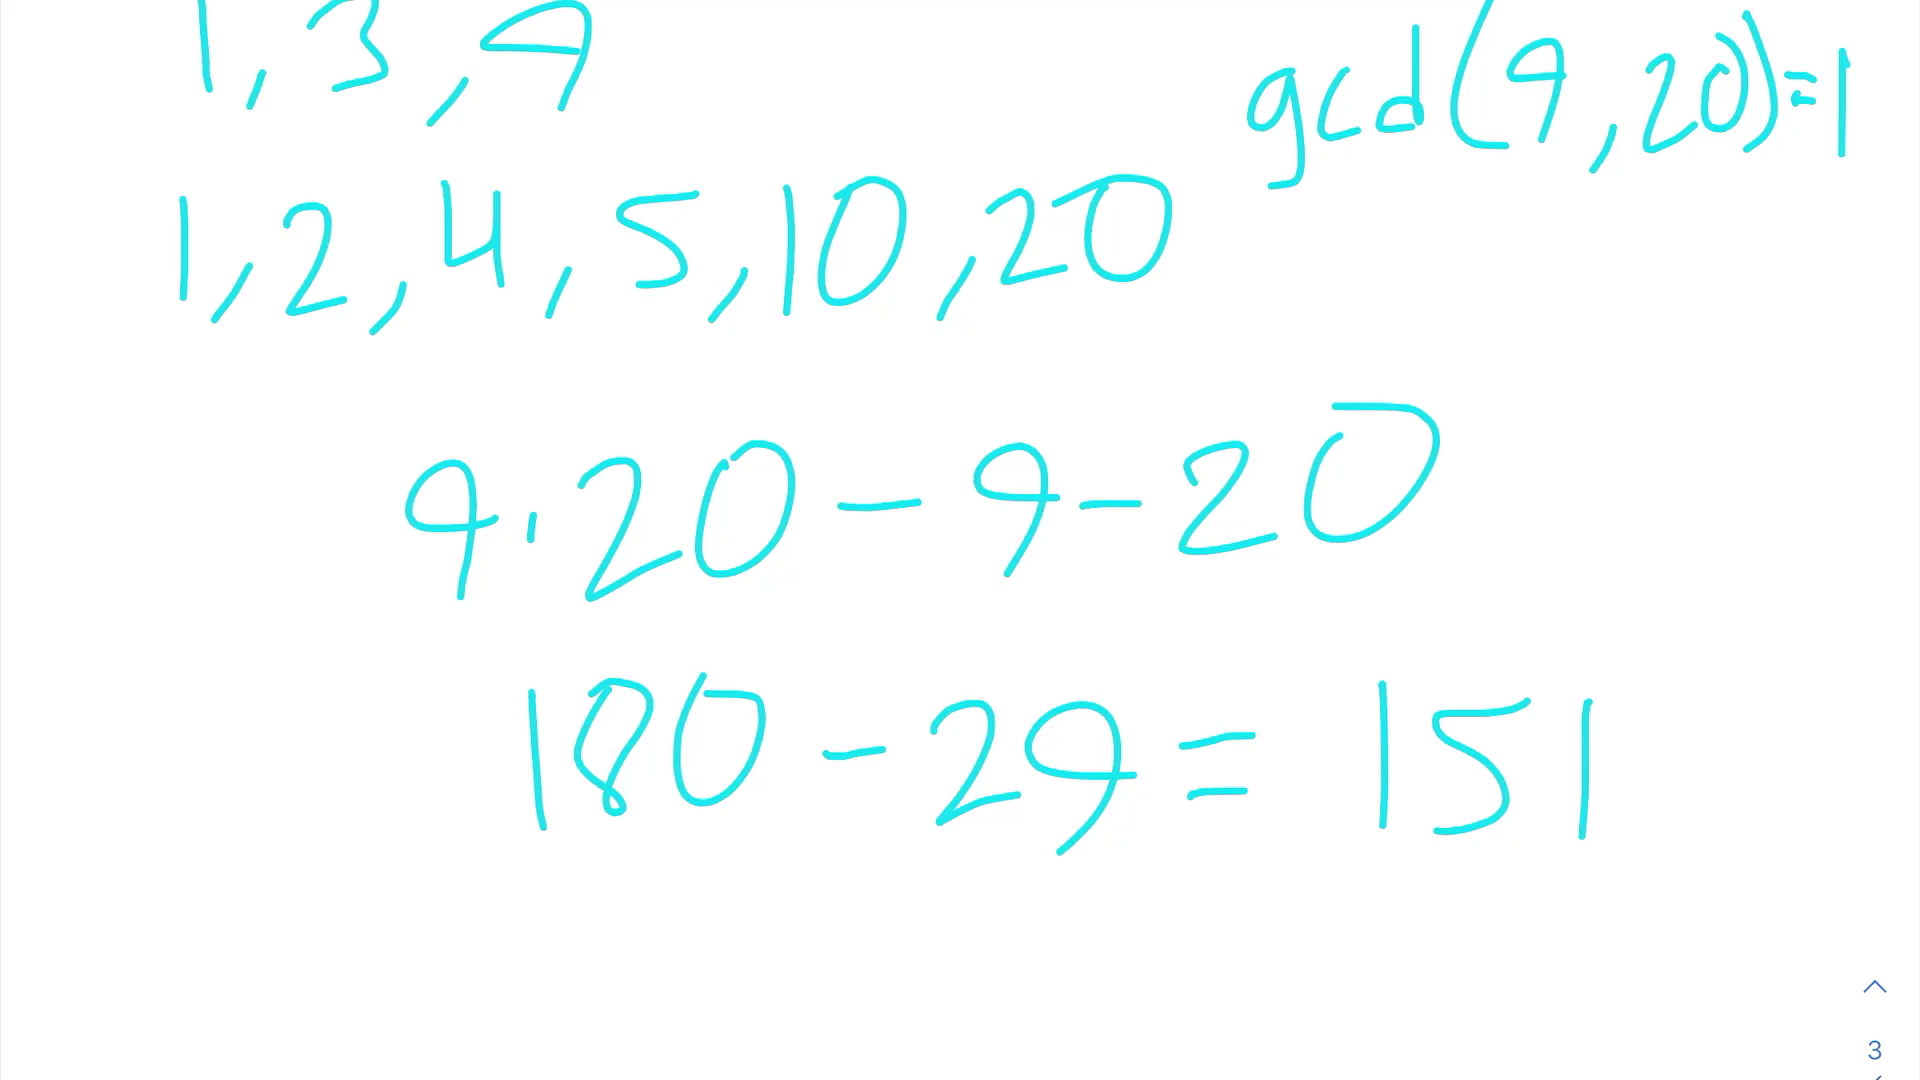 1, 3, 9
gcd(9, 20)=1
1, 2, 4, 5, 10, 20
9·20 − 9 − 20
180 − 29 = 151
3